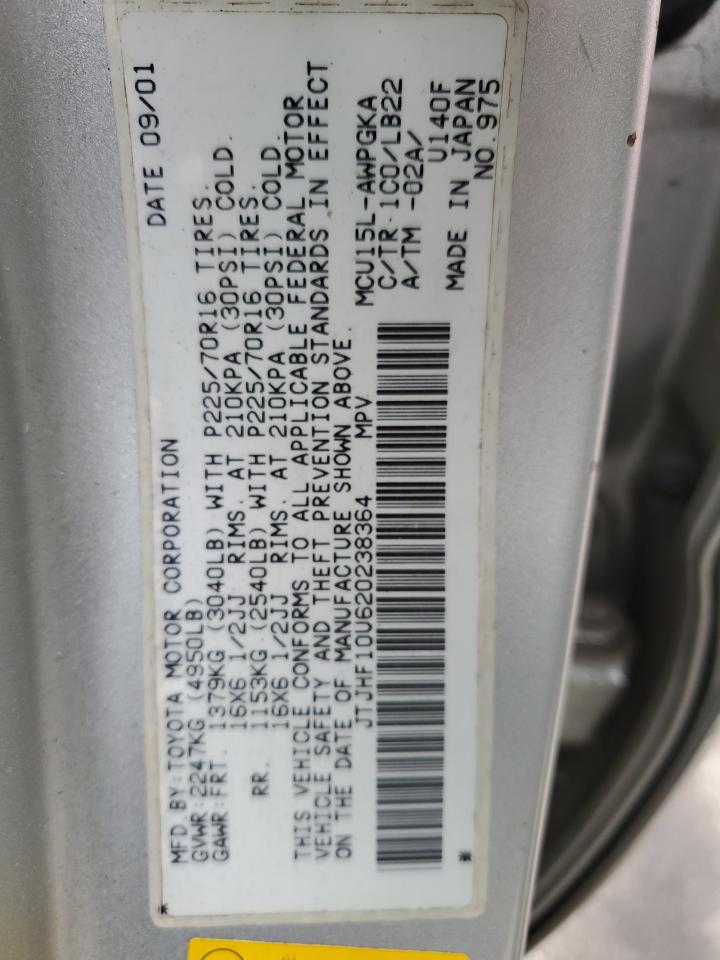 MFD. BY: TOYOTA MOTOR CORPORATION DATE 09/01
GVWR: 2247KG (4950LB)
GAWR: FRT. 1379KG (3040LB) WITH P225/70R16 TIRES.
16X6 1/2JJ RIMS. AT 210KPA (30PSI) COLD.
RR. 1153KG (2540LB) WITH P225/70R16 TIRES.
16X6 1/2JJ RIMS. AT 210KPA (30PSI) COLD.
THIS VEHICLE CONFORMS TO ALL APPLICABLE FEDERAL MOTOR
VEHICLE SAFETY AND THEFT PREVENTION STANDARDS IN EFFECT
ON THE DATE OF MANUFACTURE SHOWN ABOVE.
JTJHF10U620238364 MPV
MCU15L-AWPGKA
C/TR 1C0/LB22
A/TM -02A/ U140F
MADE IN JAPAN
NO. 975